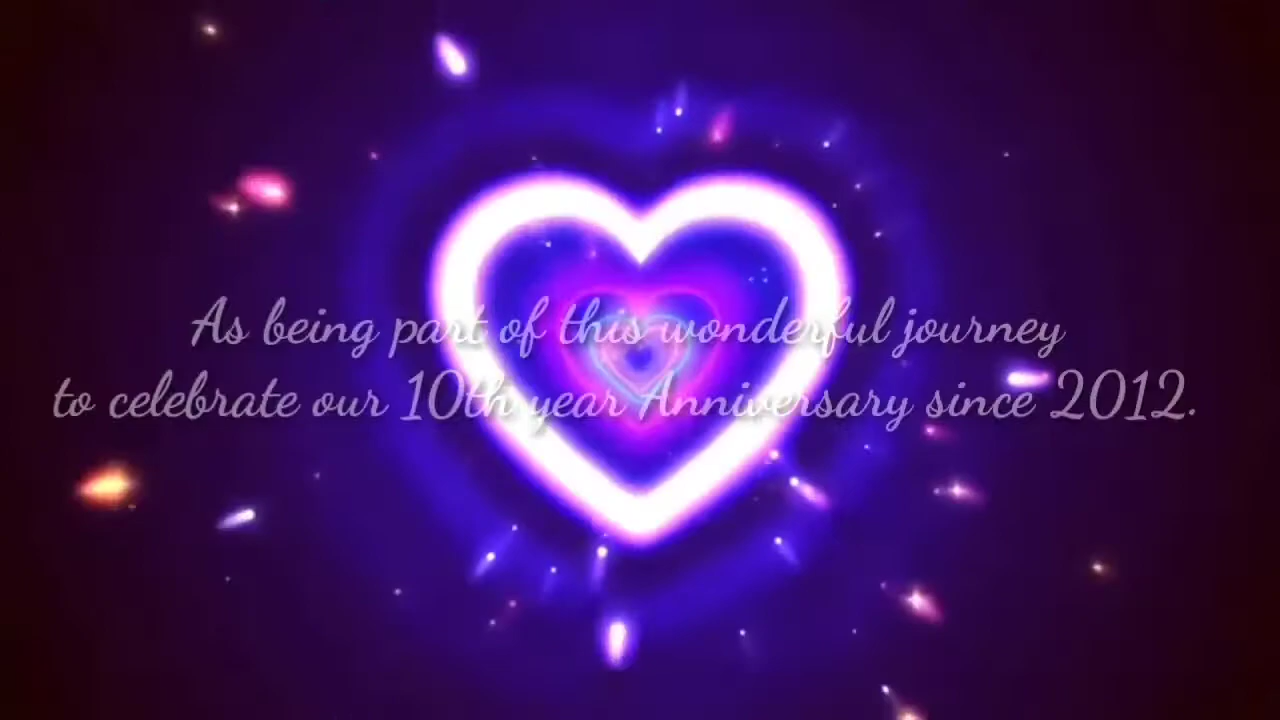 As being part of this wonderful journey
to celebrate our 10th year Anniversary since 2012.